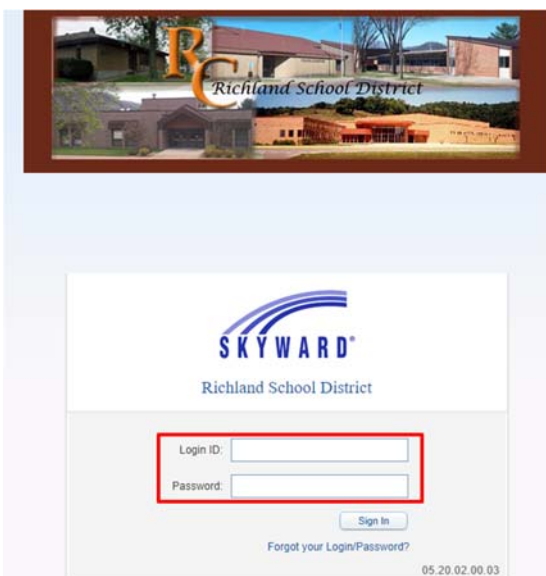 RC
Richland School District
SKYWARD®
Richland School District
Login ID:
Password:
Sign In
Forgot your Login/Password?
05.20.02.00.03